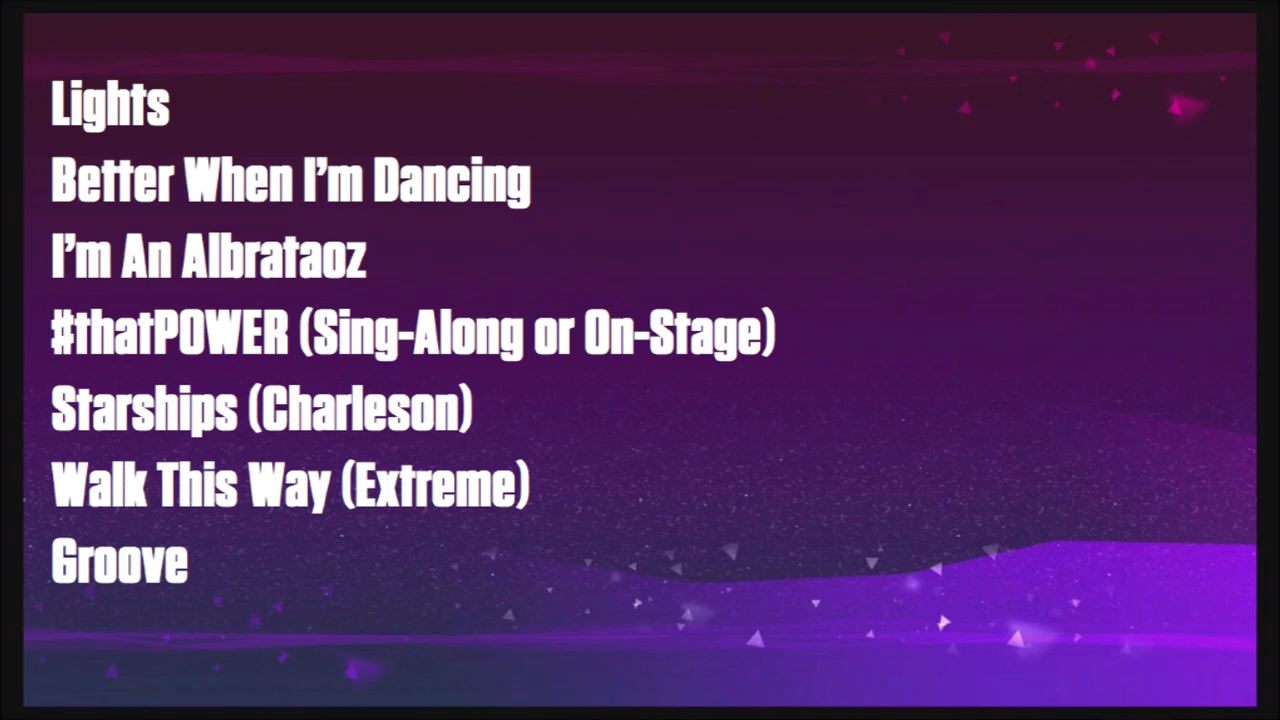 Lights
Better When I’m Dancing
I’m An Albrataoz
#thatPOWER (Sing-Along or On-Stage)
Starships (Charleson)
Walk This Way (Extreme)
Groove